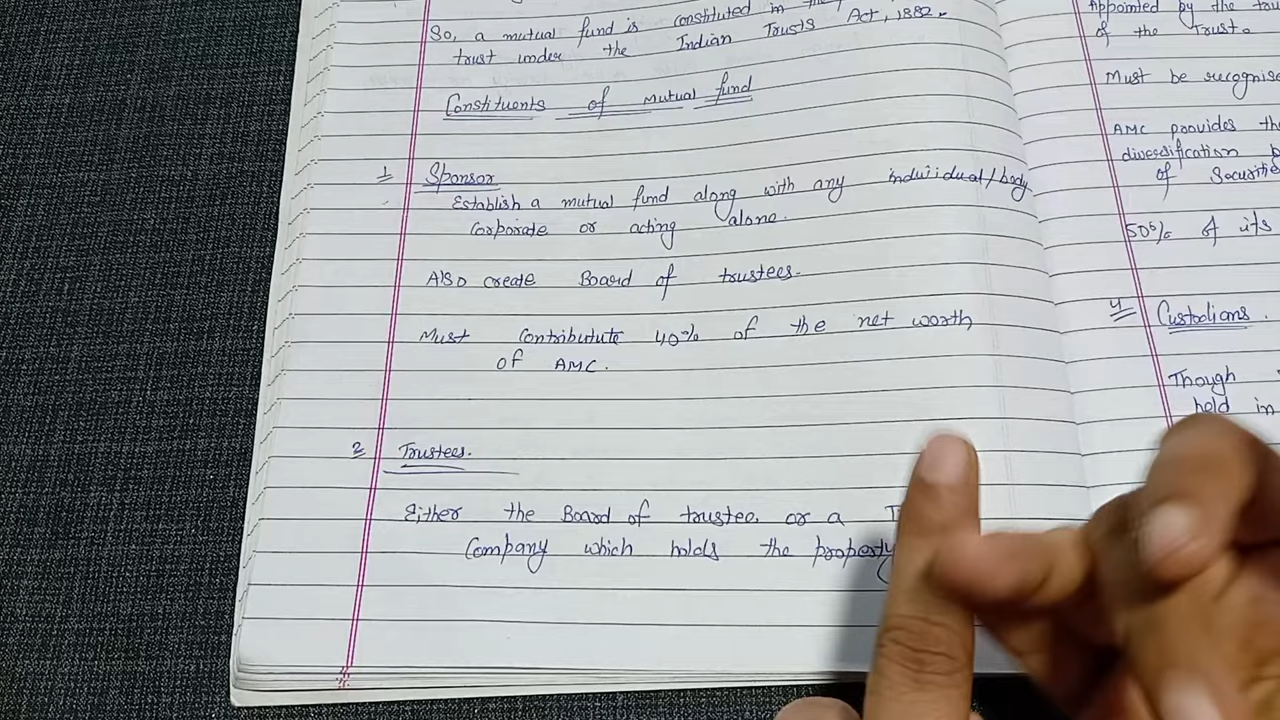 So, a mutual fund is constituted in the
trust under the Indian Trusts Act, 1882.
Constituents of mutual fund
1 Sponsor
Establish a mutual fund along with any individual/body
Corporate or acting alone.
Also create Board of trustees.
Must Contributute 40% of the net worth
of AMC.
2 Trustees.
Either the Board of trustee or a
Company which holds the property
Appointed by the
of the Trust.
Must be
AMC provides the
diversification
of
50% of its
4 Custodians.
Though
hold in